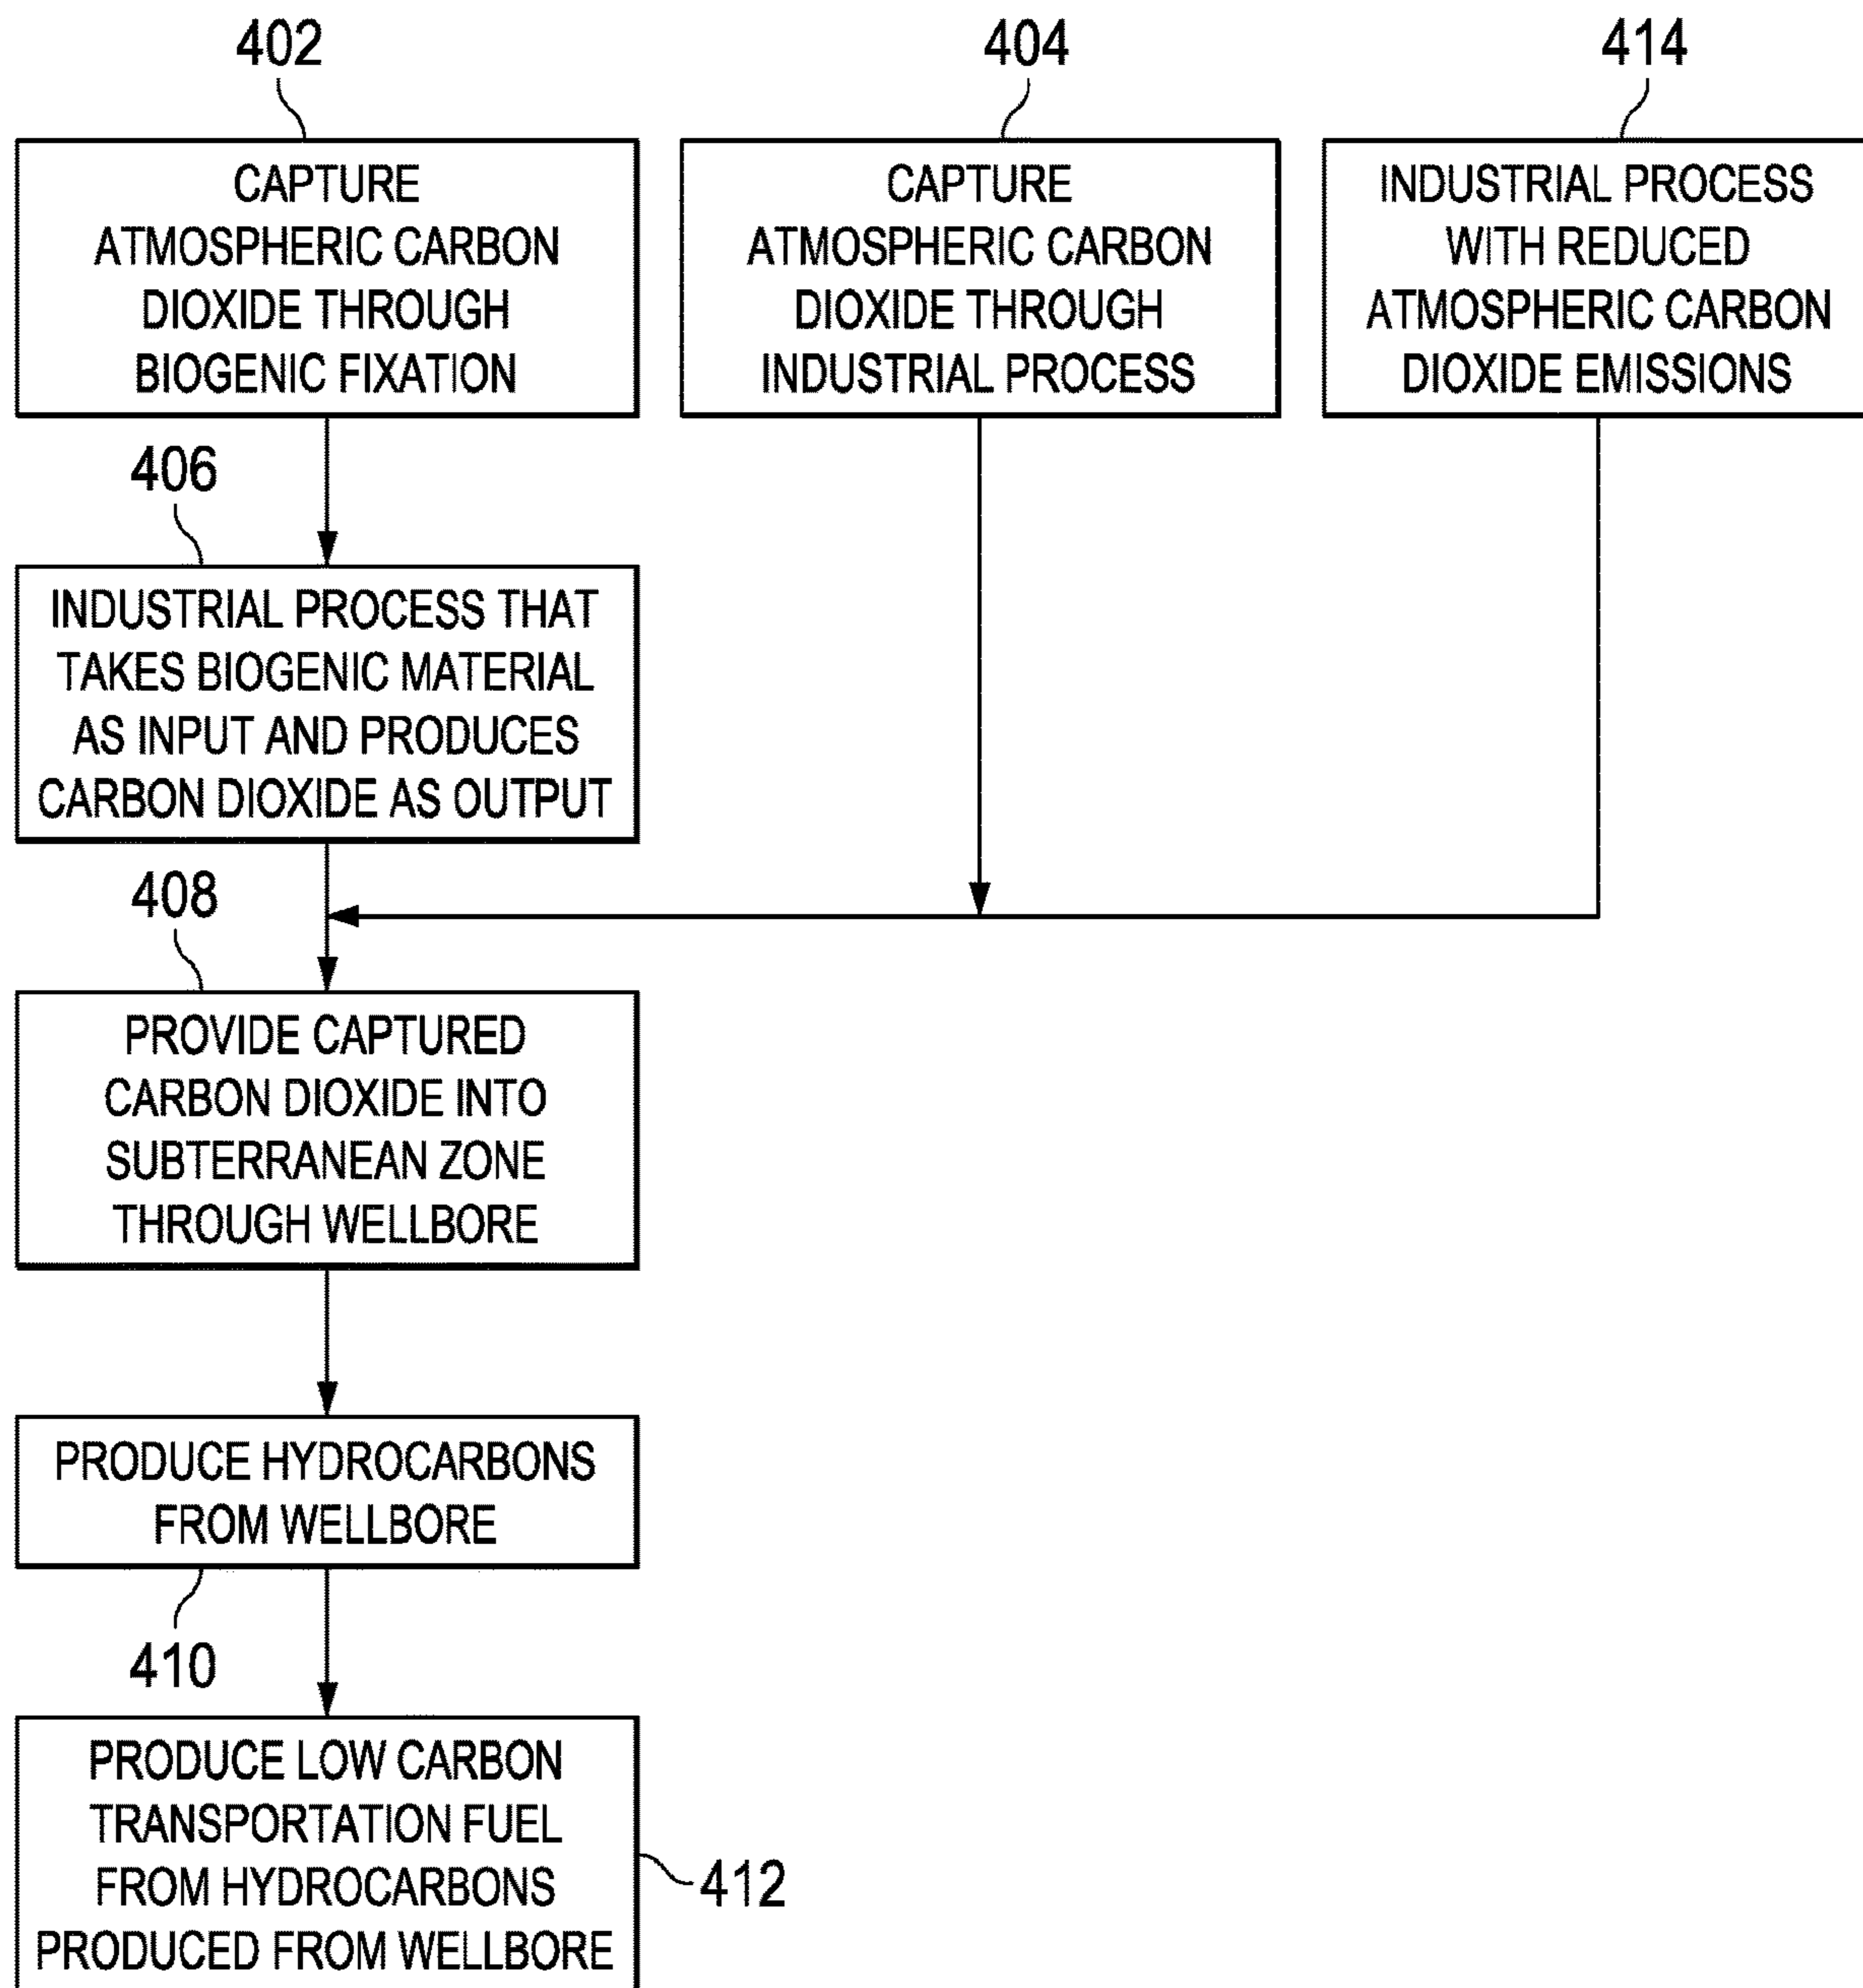 402
404
414
CAPTURE
ATMOSPHERIC CARBON
DIOXIDE THROUGH
BIOGENIC FIXATION
CAPTURE
ATMOSPHERIC CARBON
DIOXIDE THROUGH
INDUSTRIAL PROCESS
INDUSTRIAL PROCESS
WITH REDUCED
ATMOSPHERIC CARBON
DIOXIDE EMISSIONS
406
INDUSTRIAL PROCESS THAT
TAKES BIOGENIC MATERIAL
AS INPUT AND PRODUCES
CARBON DIOXIDE AS OUTPUT
408
PROVIDE CAPTURED
CARBON DIOXIDE INTO
SUBTERRANEAN ZONE
THROUGH WELLBORE
PRODUCE HYDROCARBONS
FROM WELLBORE
410
PRODUCE LOW CARBON
TRANSPORTATION FUEL
FROM HYDROCARBONS
PRODUCED FROM WELLBORE
412